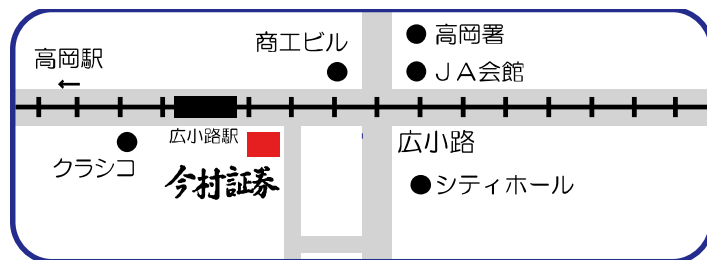 高岡署
商工ビル
高岡駅
JA会館
←
広小路駅
広小路
クラシコ
今村証券
シティホール